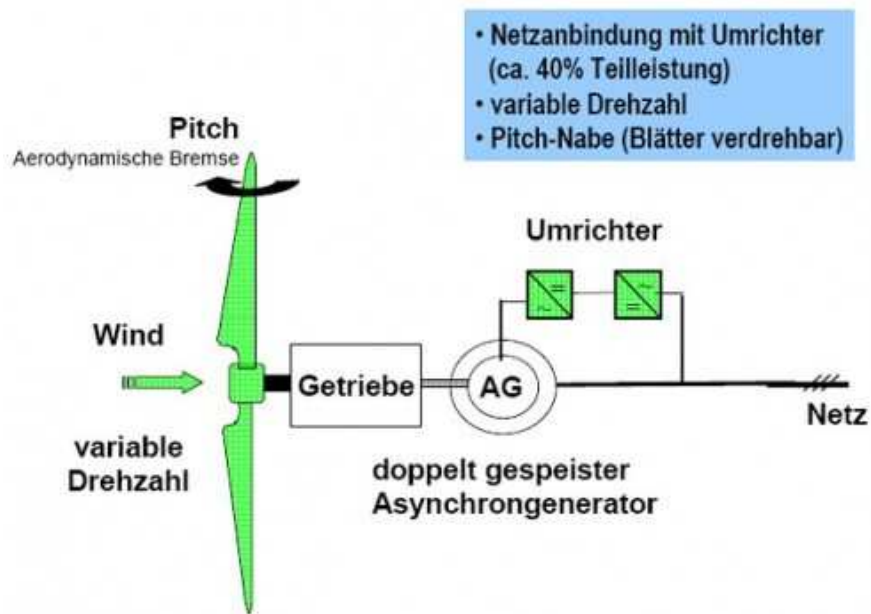 • Netzanbindung mit Umrichter
(ca. 40% Teilleistung)
• variable Drehzahl
• Pitch-Nabe (Blätter verdrehbar)
Pitch
Aerodynamische Bremse
Umrichter
=
~
~
=
Wind
Getriebe
AG
Netz
variable
Drehzahl
doppelt gespeister
Asynchrongenerator